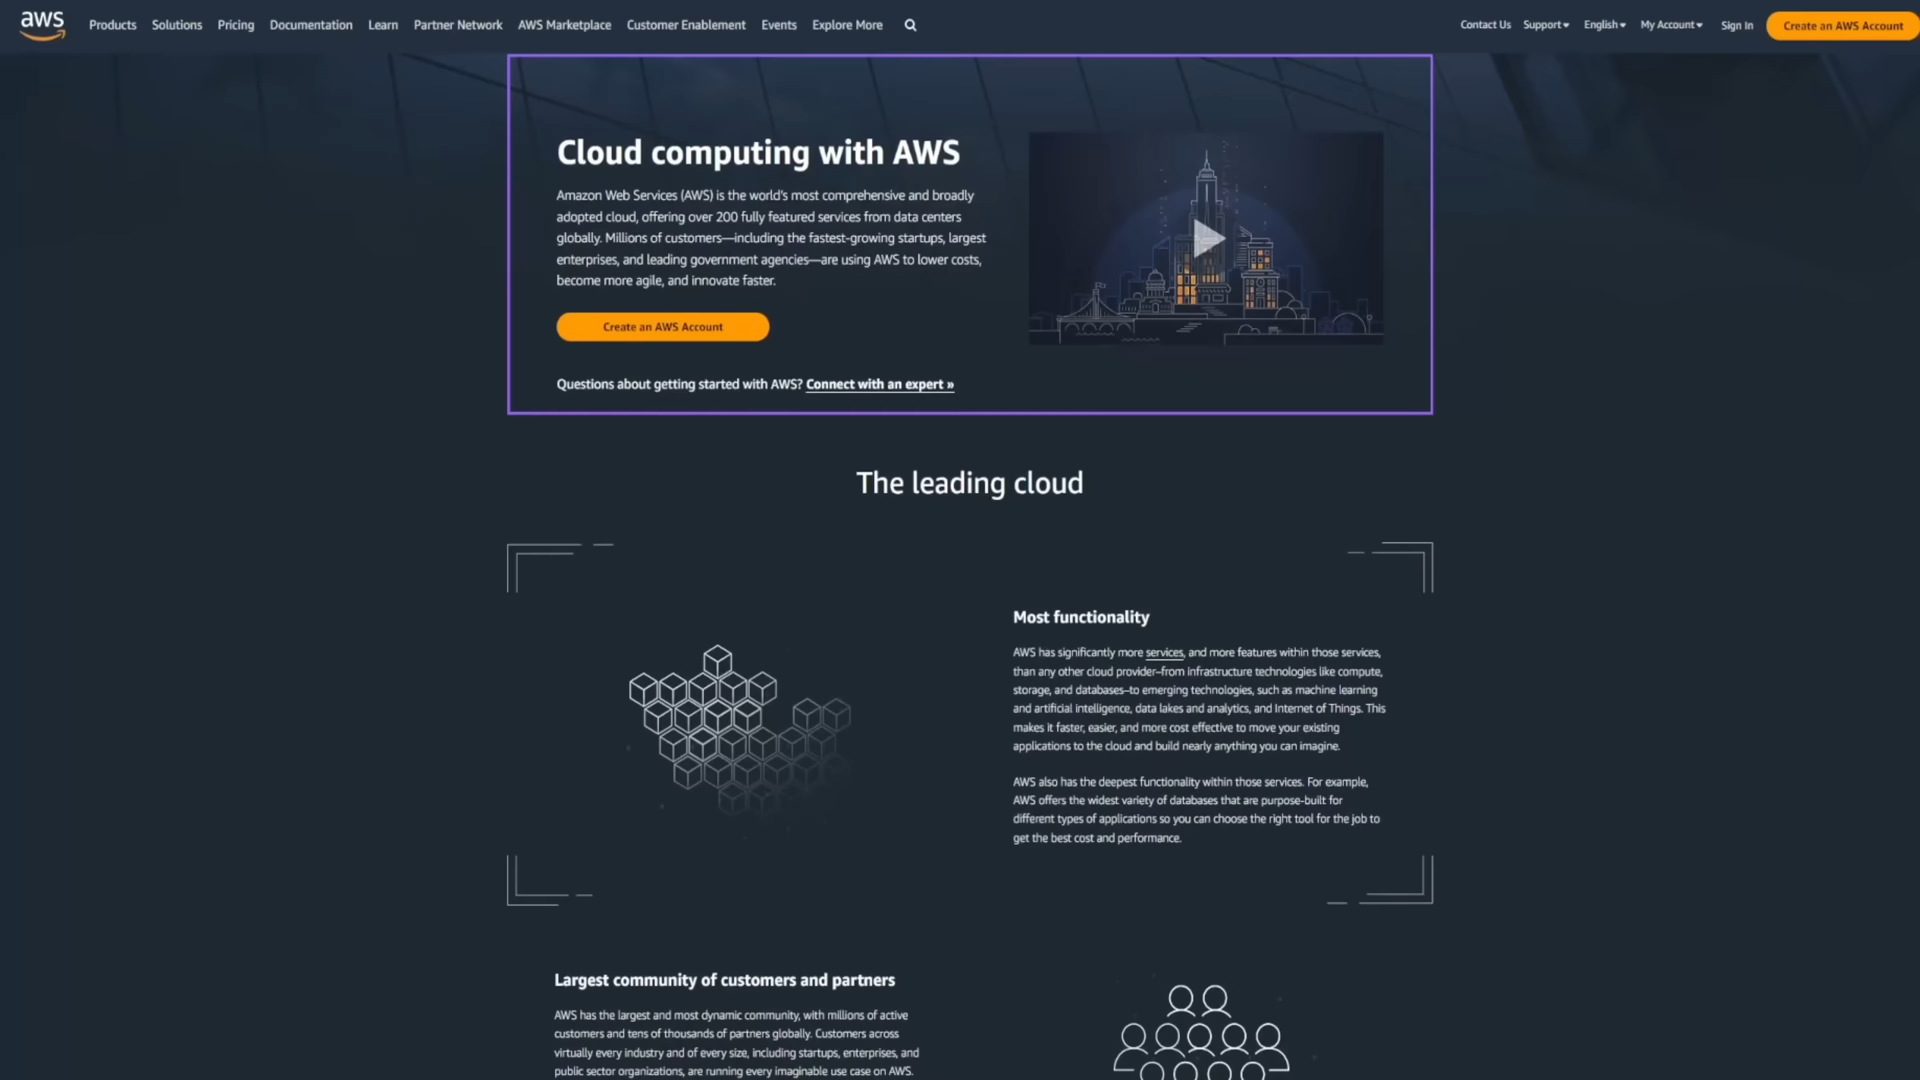 aws
Products Solutions Pricing Documentation Learn Partner Network AWS Marketplace Customer Enablement Events Explore More
Contact Us Support English My Account Sign In Create an AWS Account
Cloud computing with AWS
Amazon Web Services (AWS) is the world's most comprehensive and broadly
adopted cloud, offering over 200 fully featured services from data centers
globally. Millions of customers—including the fastest-growing startups, largest
enterprises, and leading government agencies—are using AWS to lower costs,
become more agile, and innovate faster.
Create an AWS Account
Questions about getting started with AWS? Connect with an expert »
The leading cloud
Most functionality
AWS has significantly more services, and more features within those services,
than any other cloud provider–from infrastructure technologies like compute,
storage, and databases–to emerging technologies, such as machine learning
and artificial intelligence, data lakes and analytics, and Internet of Things. This
makes it faster, easier, and more cost effective to move your existing
applications to the cloud and build nearly anything you can imagine.
AWS also has the deepest functionality within those services. For example,
AWS offers the widest variety of databases that are purpose-built for
different types of applications so you can choose the right tool for the job to
get the best cost and performance.
Largest community of customers and partners
AWS has the largest and most dynamic community, with millions of active
customers and tens of thousands of partners globally. Customers across
virtually every industry and of every size, including startups, enterprises, and
public sector organizations, are running every imaginable use case on AWS.